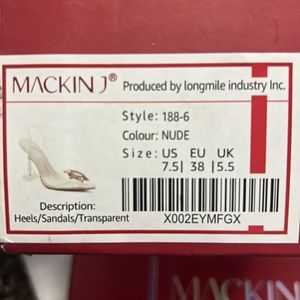 MACKIN J® Produced by longmile industry Inc.
Style: 188-6
Colour: NUDE
Size: US EU UK
7.5| 38 |5.5
Description:
Heels/Sandals/Transparent
X002EYMFGX
MACKIN J